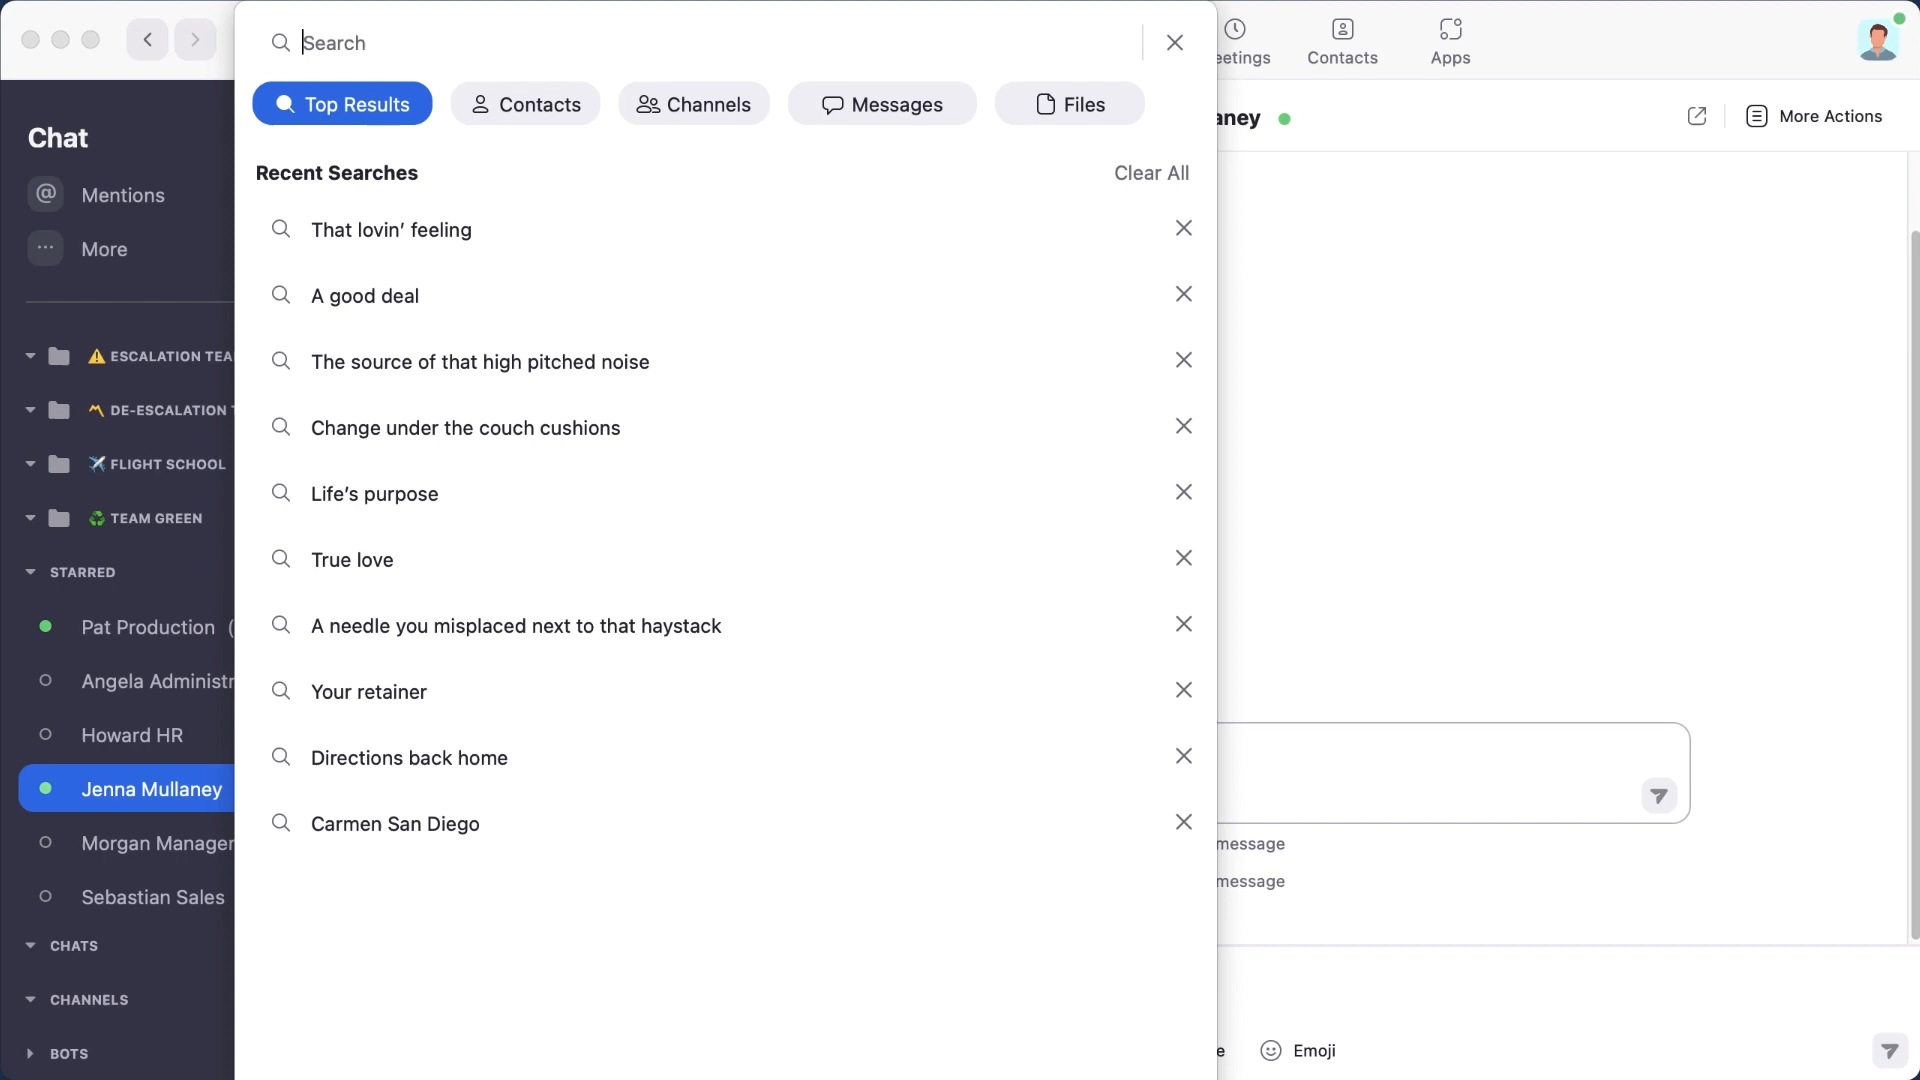 Search
Top Results
Contacts
Channels
Messages
Files
Recent Searches
Clear All
That lovin’ feeling
A good deal
The source of that high pitched noise
Change under the couch cushions
Life’s purpose
True love
A needle you misplaced next to that haystack
Your retainer
Directions back home
Carmen San Diego
Chat
@ Mentions
More
ESCALATION TEA
DE-ESCALATION T
FLIGHT SCHOOL
TEAM GREEN
STARRED
Pat Production (
Angela Administr
Howard HR
Jenna Mullaney
Morgan Manager
Sebastian Sales
CHATS
CHANNELS
BOTS
eetings
Contacts
Apps
aney
More Actions
message
message
e
Emoji